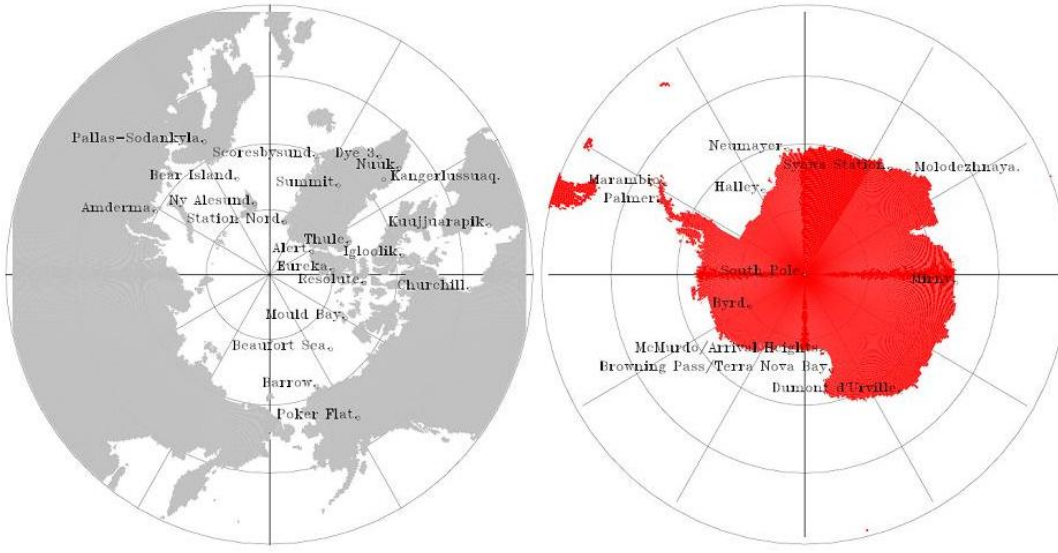 Pallas-Sodankyla.
Scoresbysund.
Dye 3.
Nuuk.
Bear Island.
Summit.
Kangerlussuaq.
Ny Alesund.
Amderma.
Station Nord.
Kuujjuarapik.
Thule.
Alert.
Igloolik.
Eureka.
Resolute.
Churchill.
Mould Bay.
Beaufort Sea.
Barrow.
Poker Flat.
Neumayer.
Syowa Station.
Molodezhnaya.
Marambio
Halley.
Palmer.
South Pole.
Mirny
Byrd.
McMurdo/Arrival Heights.
Browning Pass/Terra Nova Bay.
Dumont d'Urville.